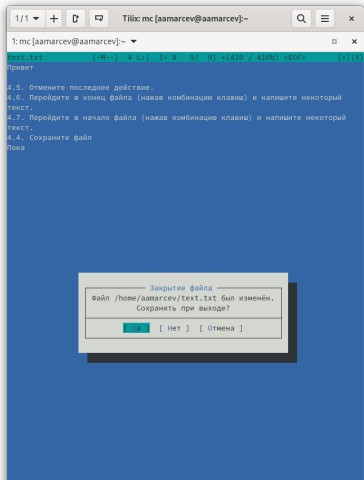 1/1
Tilix: mc [aamarcev@aamarcev]:~
1: mc [aamarcev@aamarcev]:~
text.txt [-M--] 4 L:[ 1+ 8 9/ 9] *(410 / 410b) <EOF> [*][X]
Привет
4.5. Отмените последнее действие.
4.6. Перейдите в конец файла (нажав комбинацию клавиш) и напишите некоторый
текст.
4.7. Перейдите в начало файла (нажав комбинацию клавиш) и напишите некоторый
текст.
4.4. Сохраните файл
Пока
Закрытие файла
Файл /home/aamarcev/text.txt был изменён.
Сохранить при выходе?
[ Да ] [ Нет ] [ Отмена ]